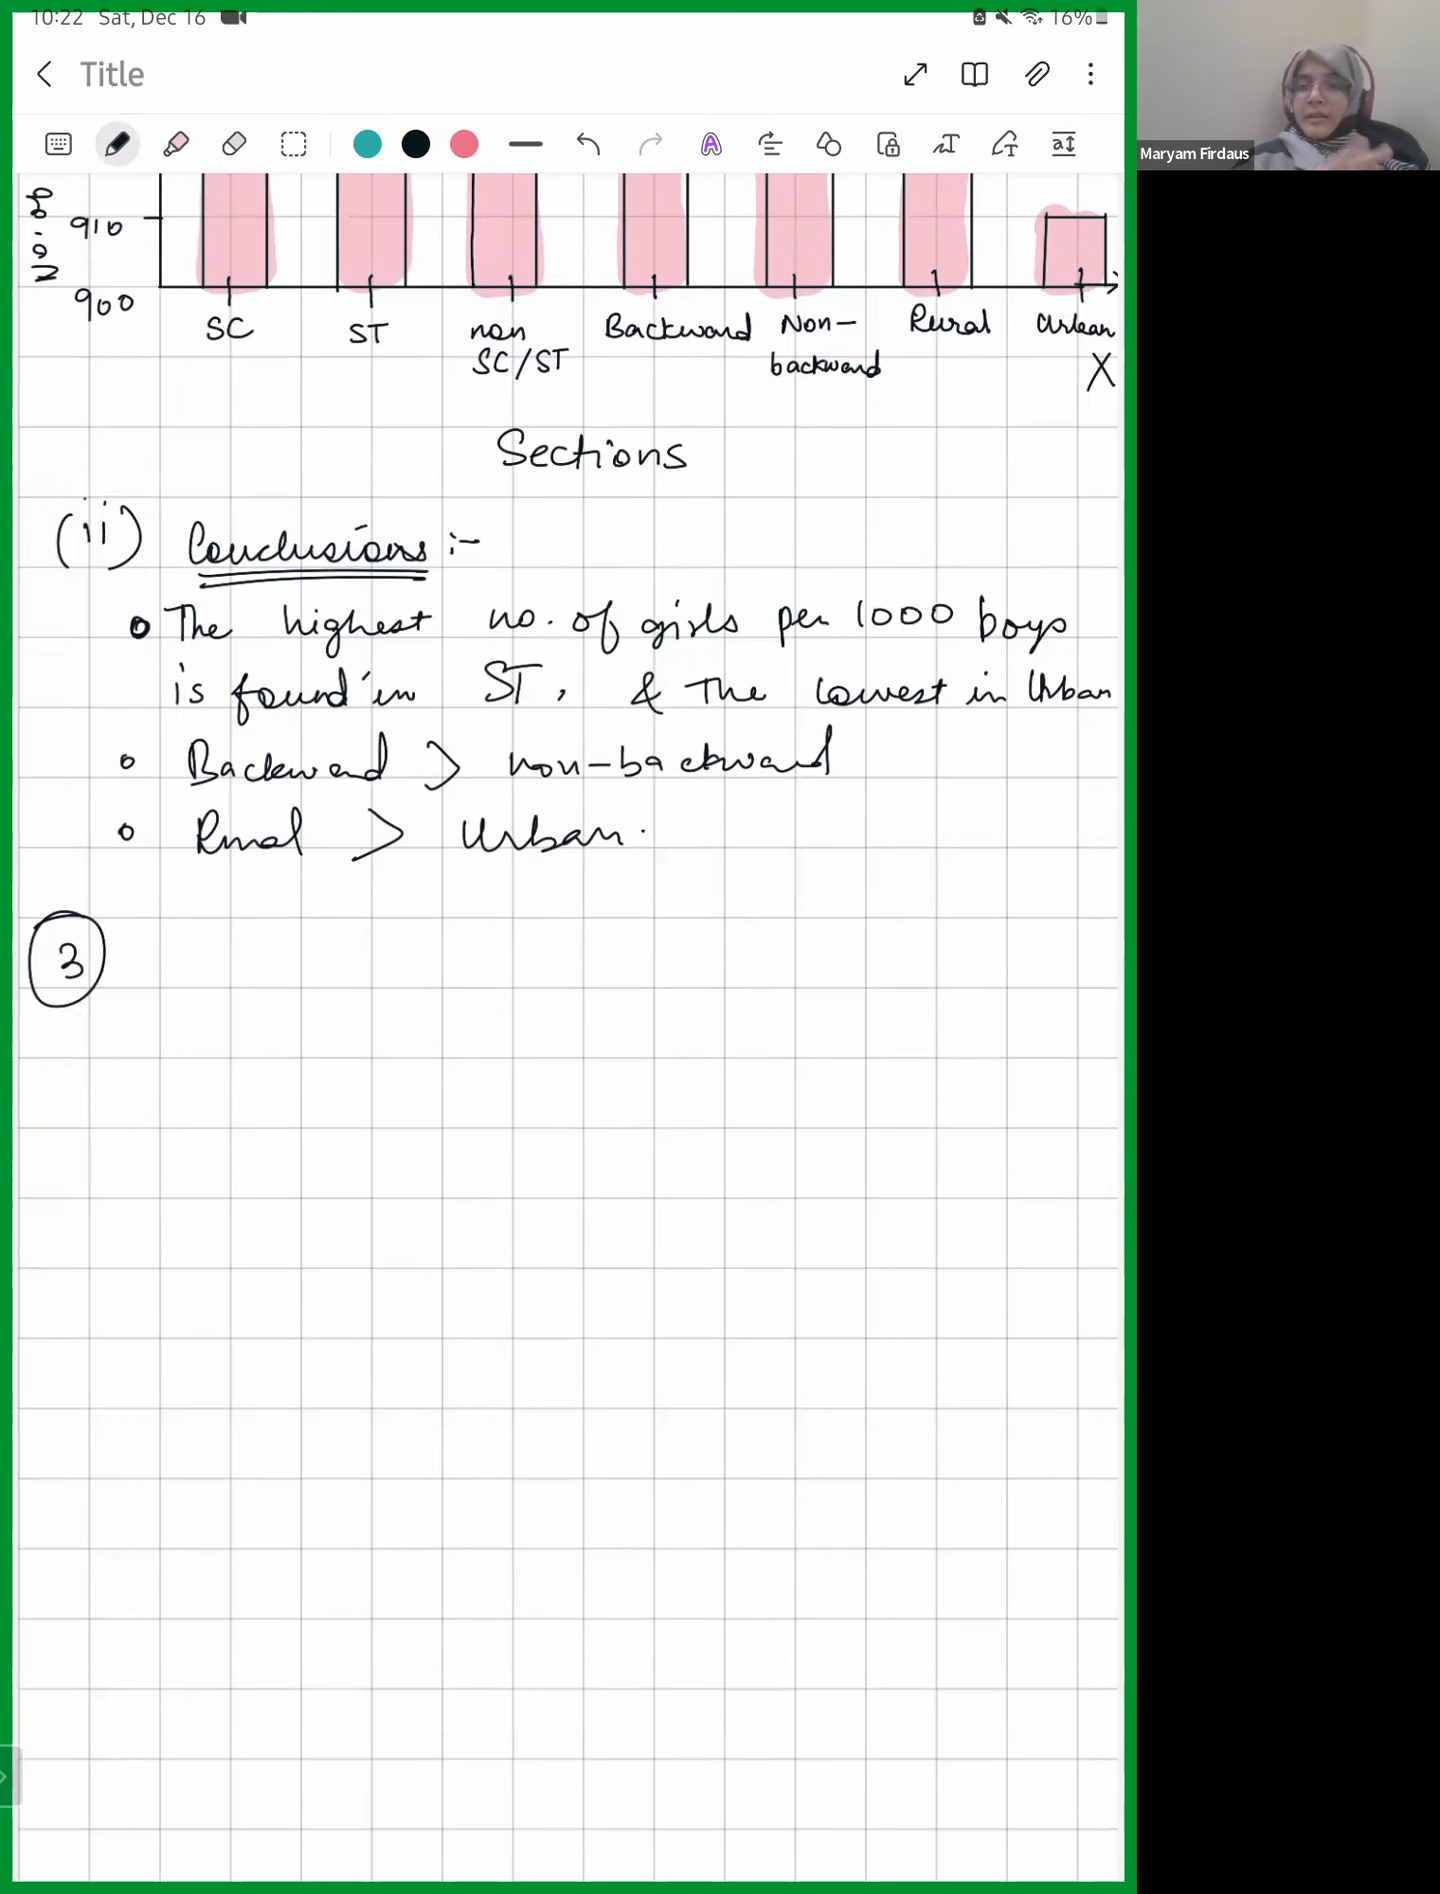 10:22 Sat, Dec 16
16%
Title
Maryam Firdaus
No. of
910
900
SC
ST
non SC/ST
Backward
Non-backward
Rural
Urban
X
Sections
(ii) Conclusions :-
The highest no. of girls per 1000 boys
is found in ST, & the lowest in Urban
Backward > non-backward
Rural > Urban.
3